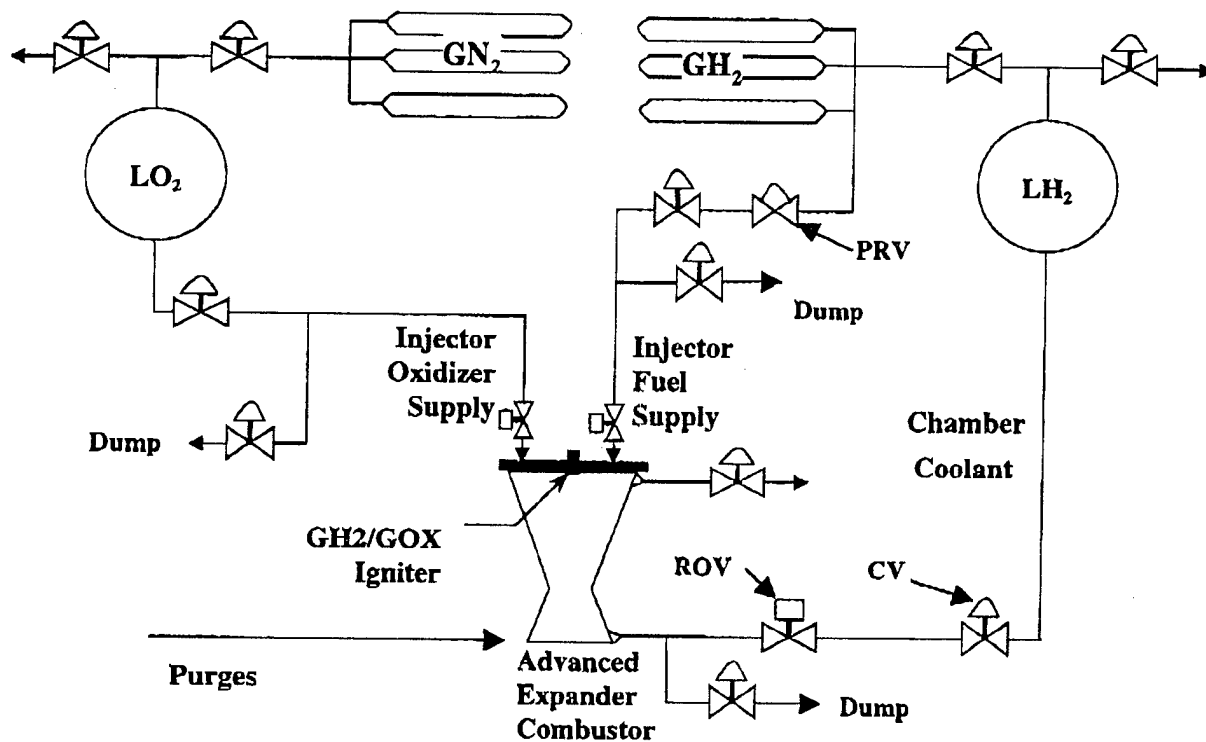 GN₂
GH₂
LO₂
LH₂
PRV
Dump
Injector
Oxidizer
Supply
Injector
Fuel
Supply
Dump
Chamber
Coolant
GH2/GOX
Igniter
ROV
CV
Purges
Advanced
Expander
Combustor
Dump